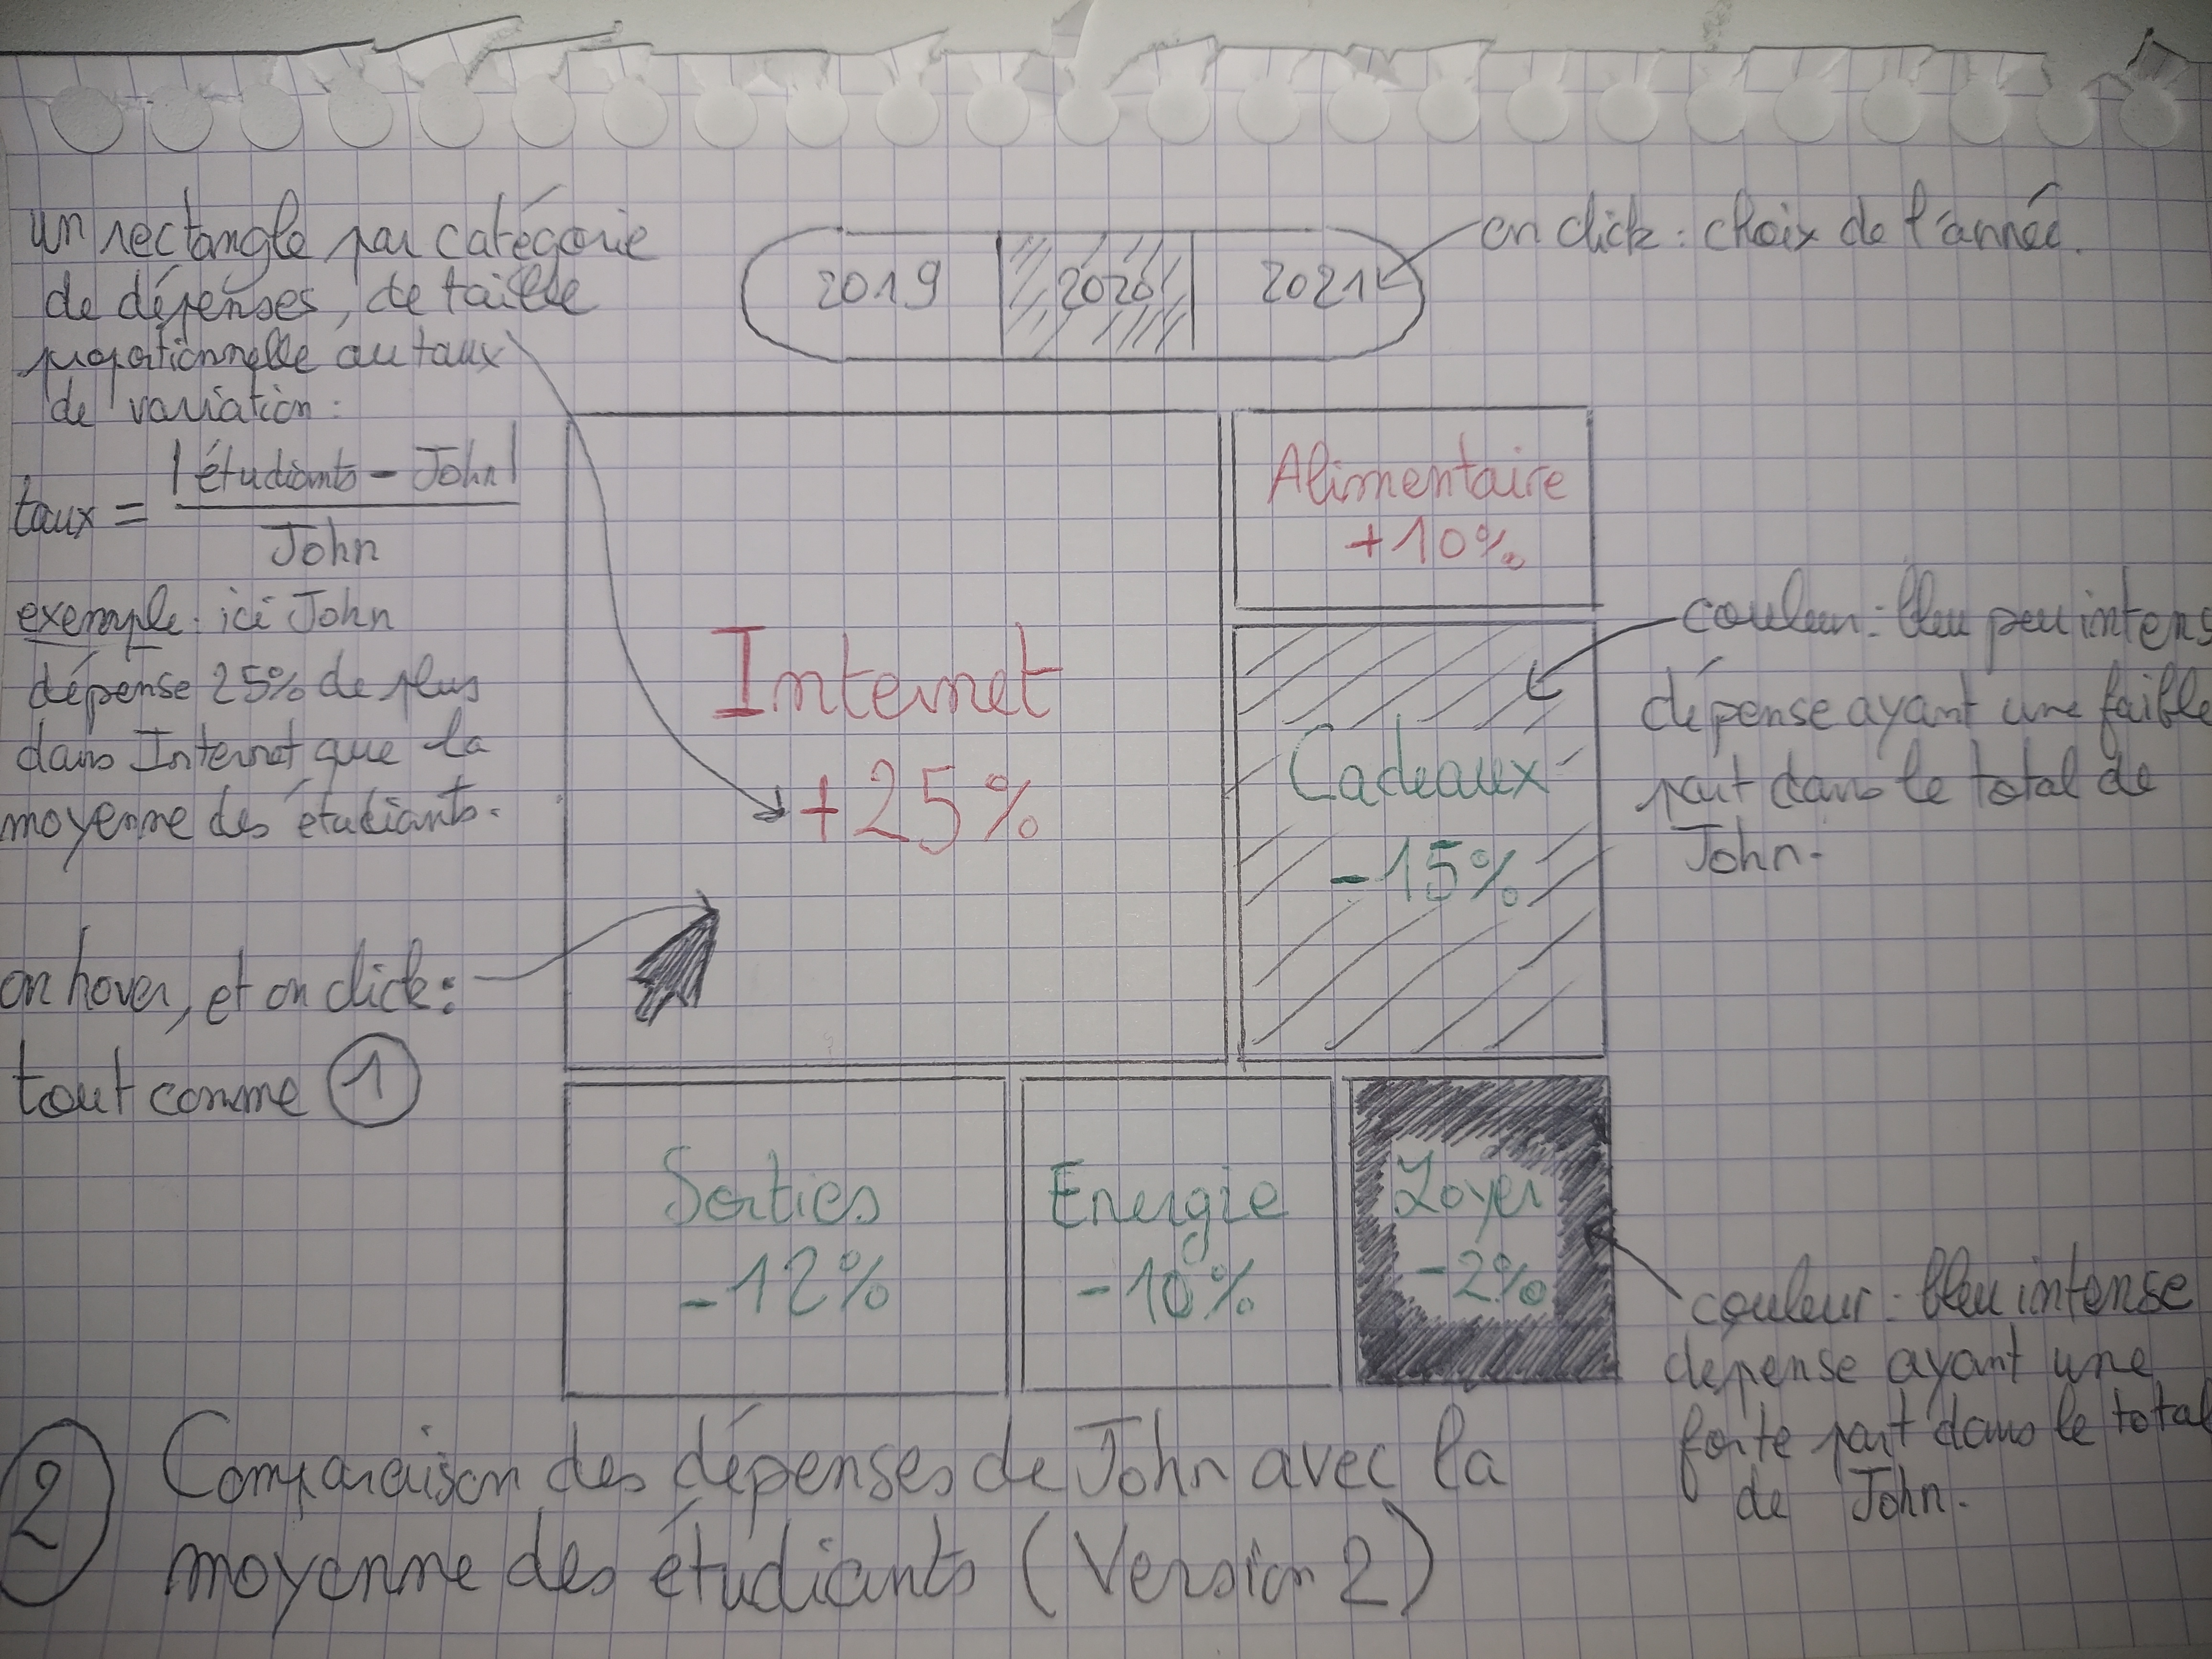 un rectangle par catégorie
de dépenses, de taille
proportionnelle au taux
de variation :
taux = |étudiants - John|
John
exemple : ici John
dépense 25% de plus
dans Internet que la
moyenne des étudiants.
on hover, et on click :
tout comme 1
2019 2020 2021
on click : choix de l'année.
Internet
+25%
Alimentaire
+10%
Cadeaux
-15%
Sorties
-12%
Energie
-10%
Loyer
-2%
couleur : bleu peu intens
dépense ayant une faible
part dans le total de
John.
couleur : bleu intense
dépense ayant une
forte part dans le total
de John.
2 Comparaison des dépenses de John avec la
moyenne des étudiants (Version 2)